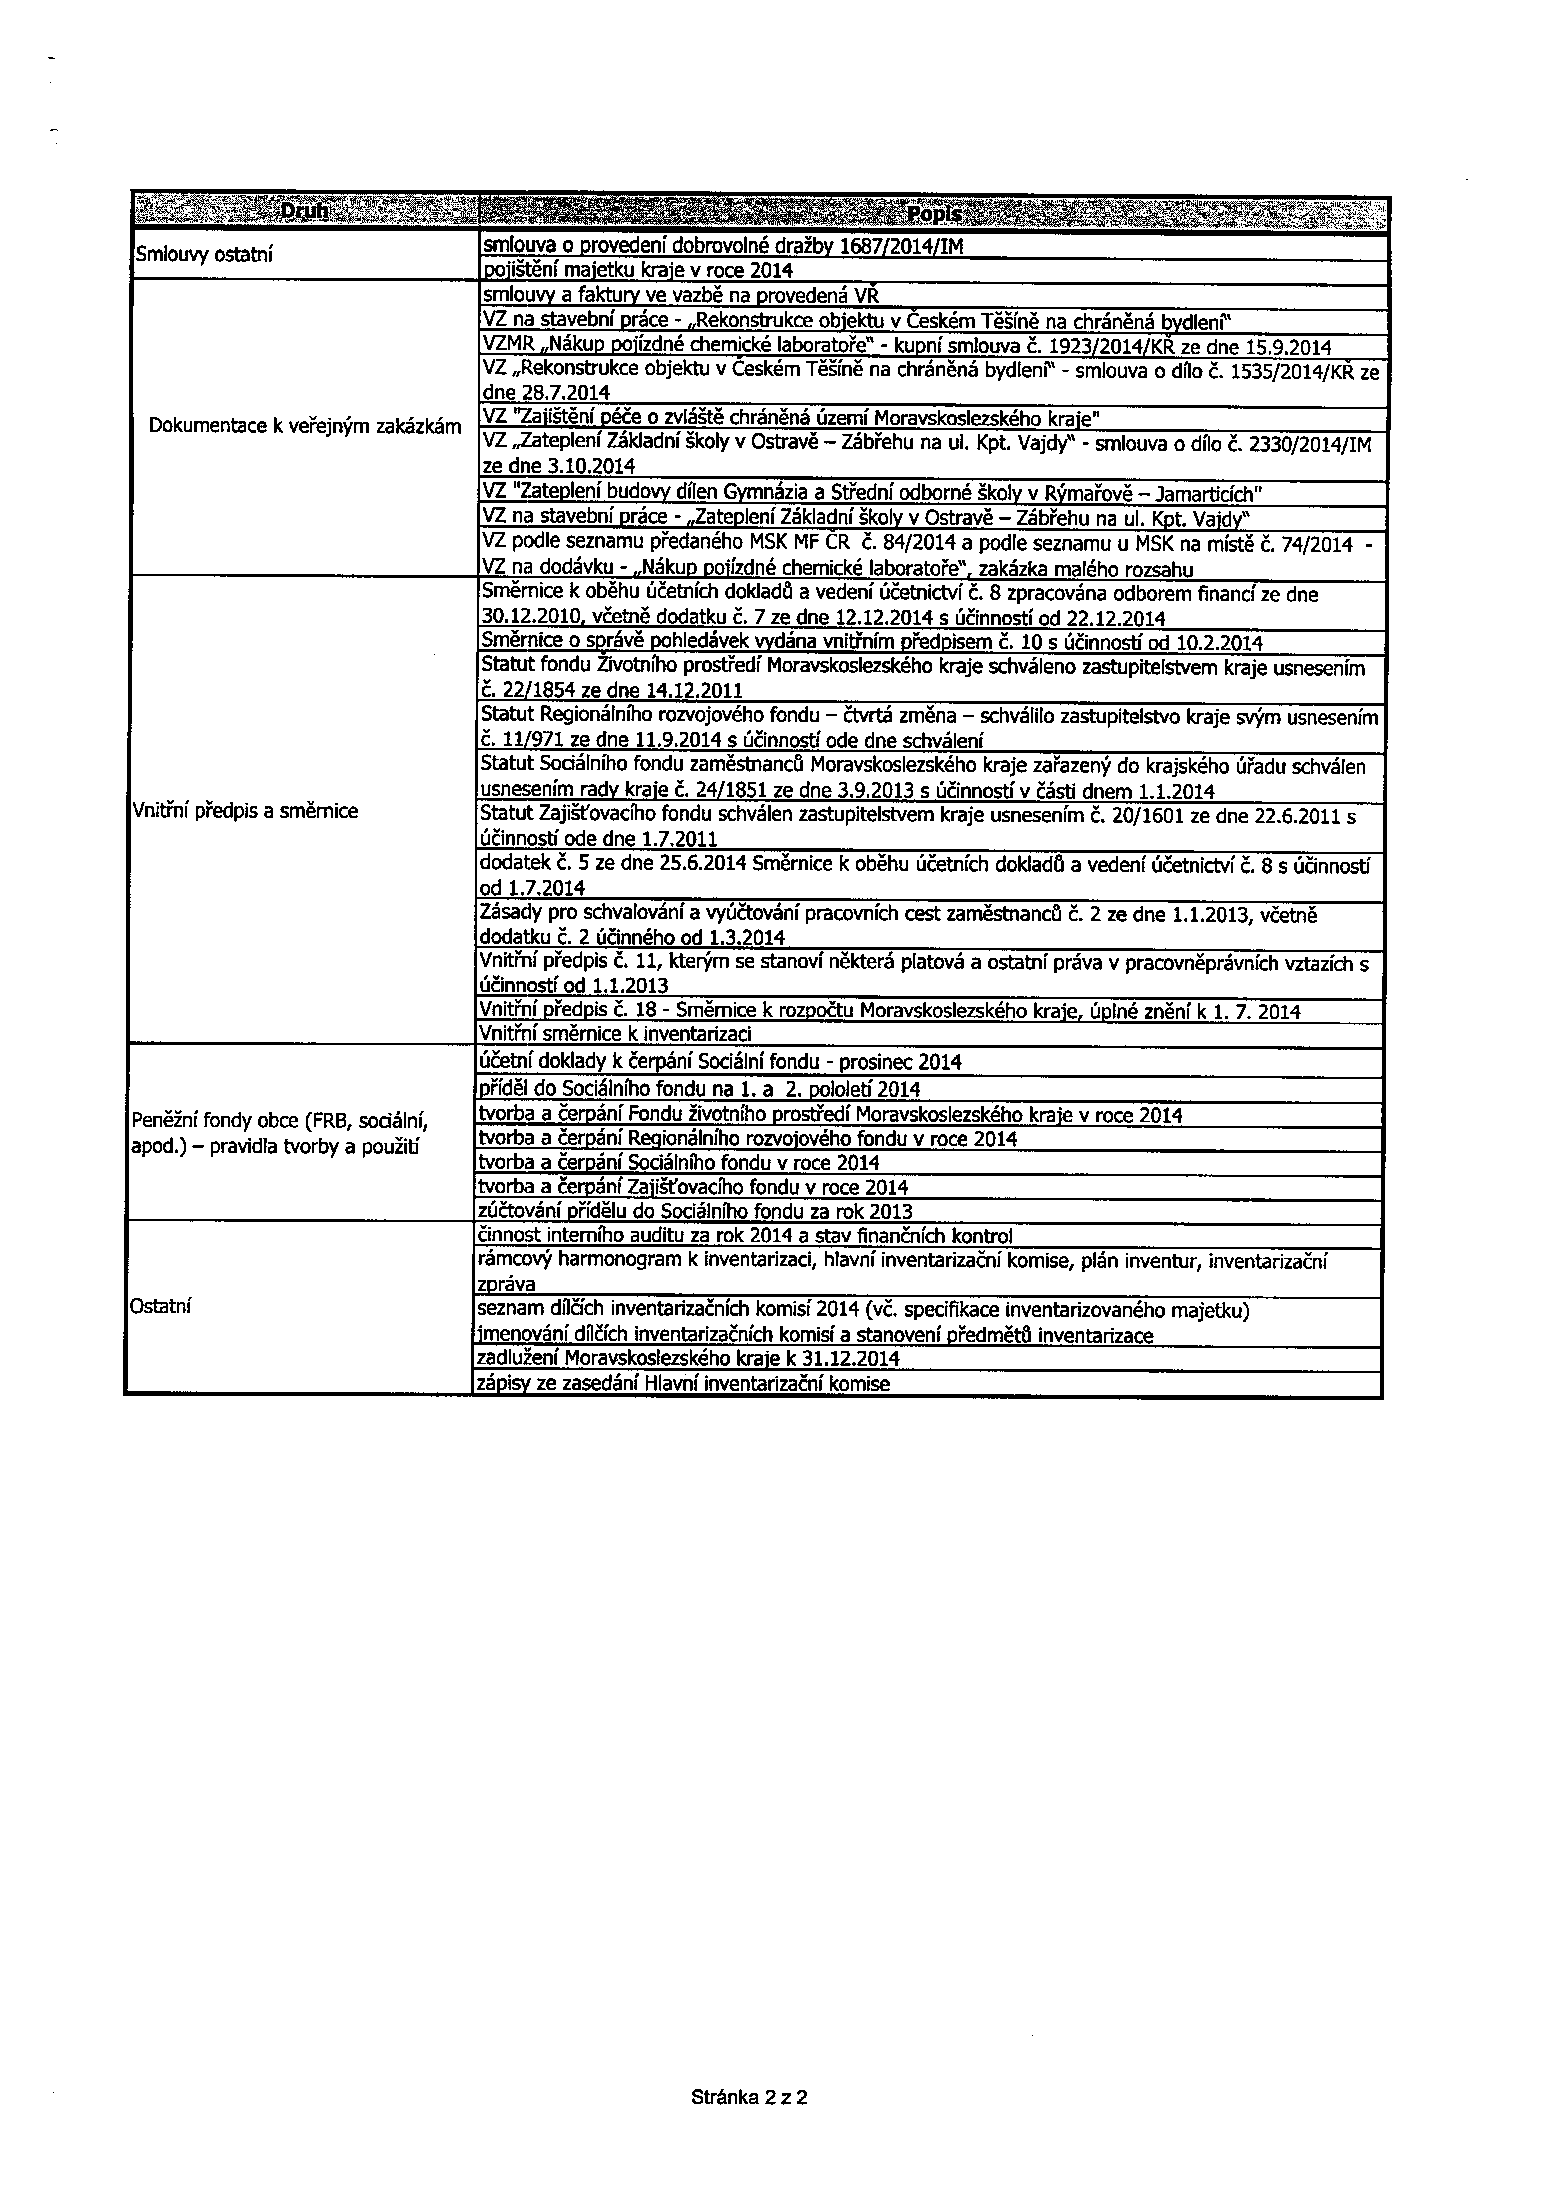 Druh Popis
Smlouvy ostatní
smlouva o provedení dobrovolné dražby 1687/2014/IM
pojištění majetku kraje v roce 2014
Dokumentace k veřejným zakázkám
smlouvy a faktury ve vazbě na provedená VŘ
VZ na stavební práce - „Rekonstrukce objektu v Českém Těšíně na chráněná bydlení“
VZMR „Nákup pojízdné chemické laboratoře“ - kupní smlouva č. 1923/2014/KŘ ze dne 15.9.2014
VZ „Rekonstrukce objektu v Českém Těšíně na chráněná bydlení“ - smlouva o dílo č. 1535/2014/KŘ ze
dne 28.7.2014
VZ "Zajištění péče o zvláště chráněná území Moravskoslezského kraje"
VZ „Zateplení Základní školy v Ostravě – Zábřehu na ul. Kpt. Vajdy“ - smlouva o dílo č. 2330/2014/IM
ze dne 3.10.2014
VZ "Zateplení budovy dílen Gymnázia a Střední odborné školy v Rýmařově – Jamarticích"
VZ na stavební práce - „Zateplení Základní školy v Ostravě – Zábřehu na ul. Kpt. Vajdy“
VZ podle seznamu předaného MSK MF ČR č. 84/2014 a podle seznamu u MSK na místě č. 74/2014 -
VZ na dodávku - „Nákup pojízdné chemické laboratoře“, zakázka malého rozsahu
Vnitřní předpis a směrnice
Směrnice k oběhu účetních dokladů a vedení účetnictví č. 8 zpracována odborem financí ze dne
30.12.2010, včetně dodatku č. 7 ze dne 12.12.2014 s účinností od 22.12.2014
Směrnice o správě pohledávek vydána vnitřním předpisem č. 10 s účinností od 10.2.2014
Statut fondu Životního prostředí Moravskoslezského kraje schváleno zastupitelstvem kraje usnesením
č. 22/1854 ze dne 14.12.2011
Statut Regionálního rozvojového fondu – čtvrtá změna – schválilo zastupitelstvo kraje svým usnesením
č. 11/971 ze dne 11.9.2014 s účinností ode dne schválení
Statut Sociálního fondu zaměstnanců Moravskoslezského kraje zařazený do krajského úřadu schválen
usnesením rady kraje č. 24/1851 ze dne 3.9.2013 s účinností v části dnem 1.1.2014
Statut Zajišťovacího fondu schválen zastupitelstvem kraje usnesením č. 20/1601 ze dne 22.6.2011 s
účinností ode dne 1.7.2011
dodatek č. 5 ze dne 25.6.2014 Směrnice k oběhu účetních dokladů a vedení účetnictví č. 8 s účinností
od 1.7.2014
Zásady pro schvalování a vyúčtování pracovních cest zaměstnanců č. 2 ze dne 1.1.2013, včetně
dodatku č. 2 účinného od 1.3.2014
Vnitřní předpis č. 11, kterým se stanoví některá platová a ostatní práva v pracovněprávních vztazích s
účinností od 1.1.2013
Vnitřní předpis č. 18 - Směrnice k rozpočtu Moravskoslezského kraje, úplné znění k 1. 7. 2014
Vnitřní směrnice k inventarizaci
Peněžní fondy obce (FRB, sociální,
apod.) – pravidla tvorby a použití
účetní doklady k čerpání Sociální fondu - prosinec 2014
příděl do Sociálního fondu na 1. a 2. pololetí 2014
tvorba a čerpání Fondu životního prostředí Moravskoslezského kraje v roce 2014
tvorba a čerpání Regionálního rozvojového fondu v roce 2014
tvorba a čerpání Sociálního fondu v roce 2014
tvorba a čerpání Zajišťovacího fondu v roce 2014
zúčtování přídělu do Sociálního fondu za rok 2013
Ostatní
činnost interního auditu za rok 2014 a stav finančních kontrol
rámcový harmonogram k inventarizaci, hlavní inventarizační komise, plán inventur, inventarizační
zpráva
seznam dílčích inventarizačních komisí 2014 (vč. specifikace inventarizovaného majetku)
jmenování dílčích inventarizačních komisí a stanovení předmětů inventarizace
zadlužení Moravskoslezského kraje k 31.12.2014
zápisy ze zasedání Hlavní inventarizační komise
Stránka 2 z 2